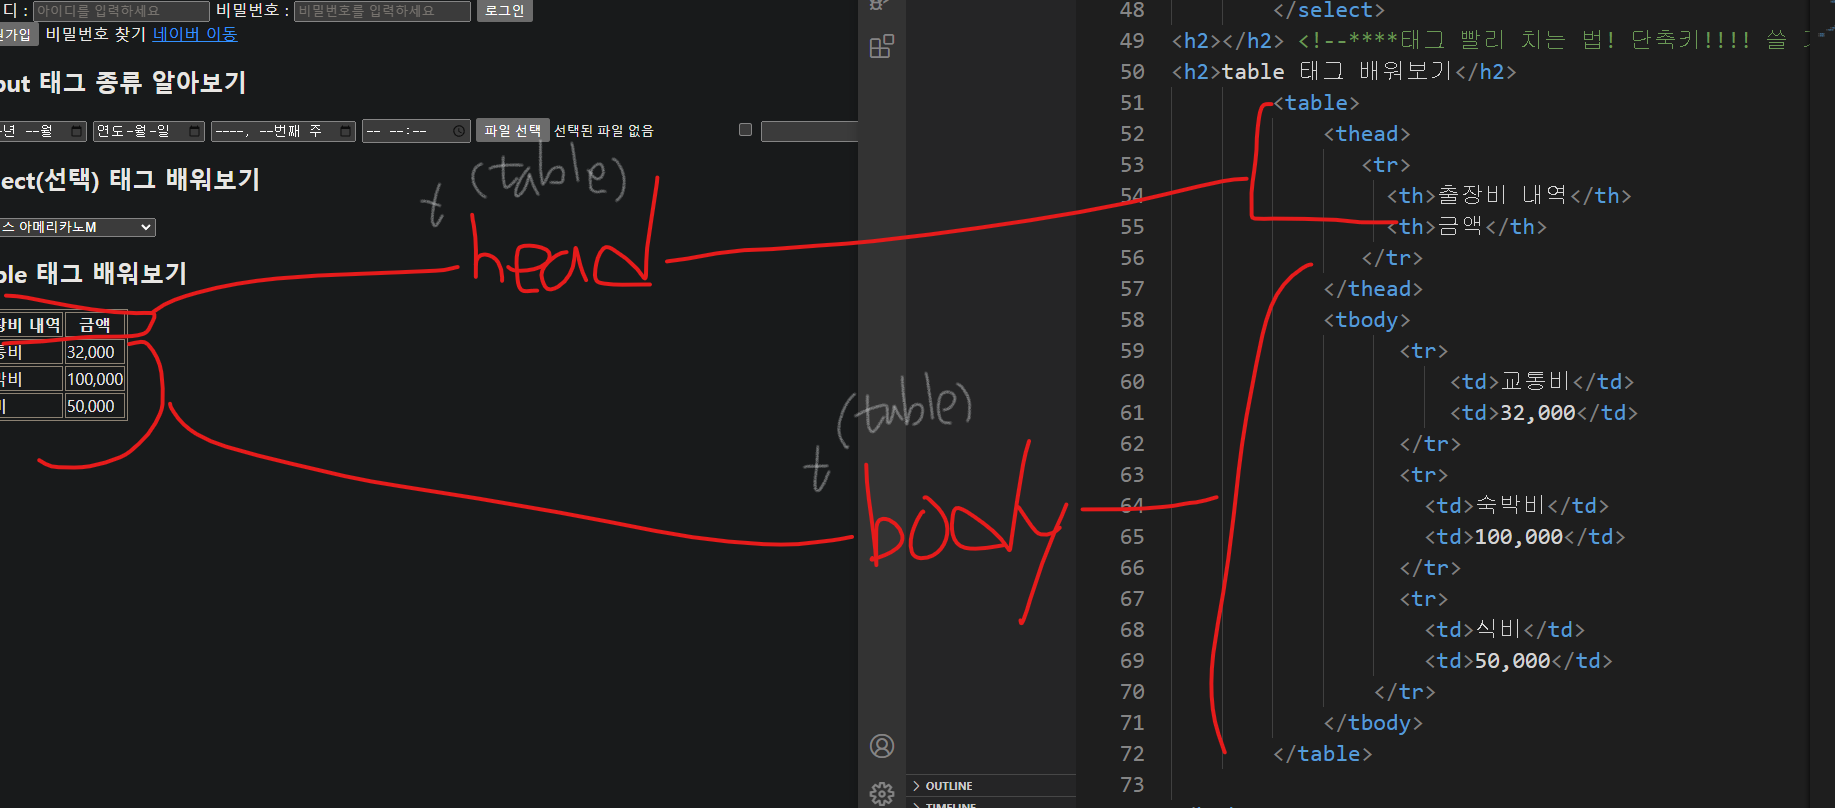 디 : 아이디를 입력하세요 비밀번호 : 비밀번호를 입력하세요 로그인
가입 비밀번호 찾기 네이버 이동
put 태그 종류 알아보기
년 --월 연도-월-일 ----, --번째 주 -- --:-- 파일 선택 선택된 파일 없음
ect(선택) 태그 배워보기
스 아메리카노M
ble 태그 배워보기
장비 내역 금액
통비 32,000
박비 100,000
비 50,000
t (table)
head
t (table)
body
OUTLINE
TIMELINE
48 </select>
49 <h2></h2> <!--****태그 빨리 치는 법! 단축키!!!! 쓸
50 <h2>table 태그 배워보기</h2>
51 <table>
52 <thead>
53 <tr>
54 <th>출장비 내역</th>
55 <th>금액</th>
56 </tr>
57 </thead>
58 <tbody>
59 <tr>
60 <td>교통비</td>
61 <td>32,000</td>
62 </tr>
63 <tr>
64 <td>숙박비</td>
65 <td>100,000</td>
66 </tr>
67 <tr>
68 <td>식비</td>
69 <td>50,000</td>
70 </tr>
71 </tbody>
72 </table>
73